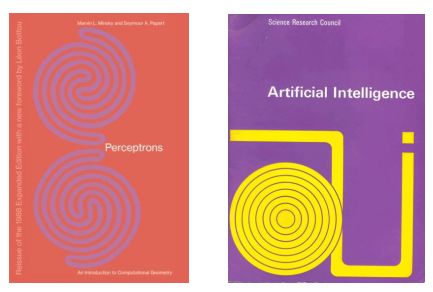 Marvin L. Minsky and Seymour A. Papert
Reissue of the 1988 Expanded Edition with a new foreword by Léon Bottou
Perceptrons
An Introduction to Computational Geometry
Science Research Council
Artificial Intelligence
ai